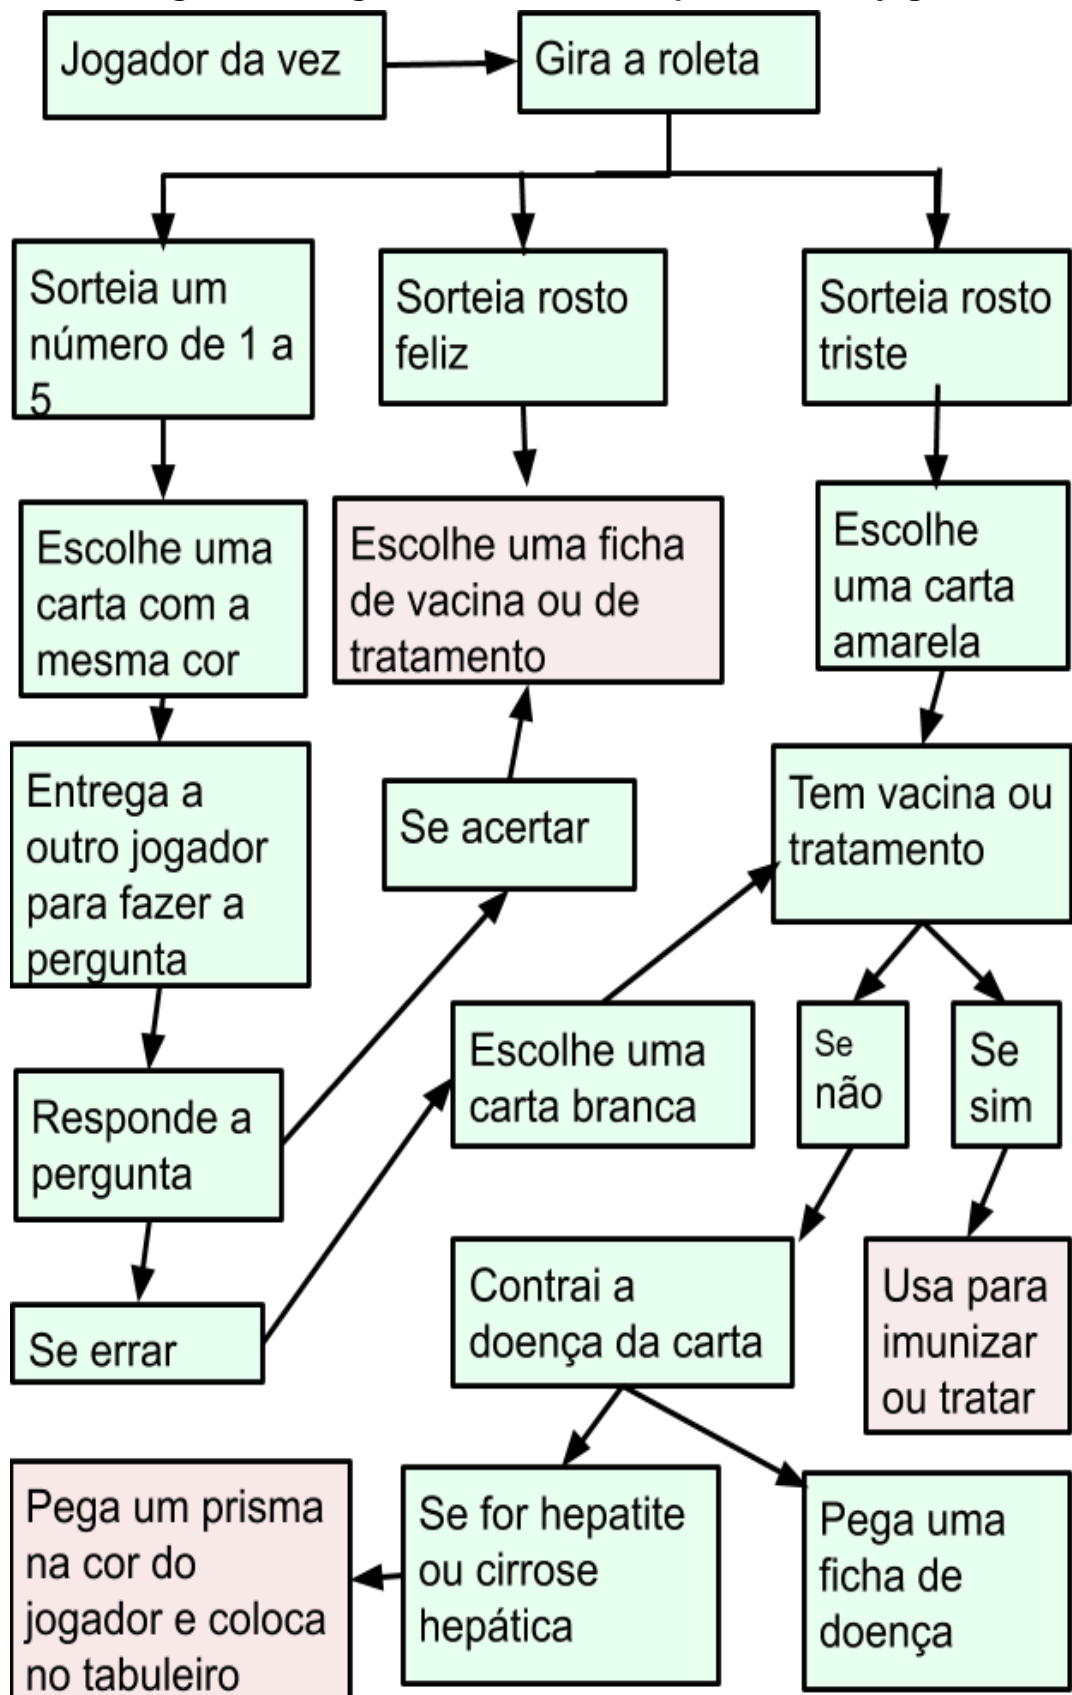 Jogador da vez
Gira a roleta
Sorteia um
número de 1 a
5
Sorteia rosto
feliz
Sorteia rosto
triste
Escolhe uma
carta com a
mesma cor
Escolhe uma ficha
de vacina ou de
tratamento
Escolhe
uma carta
amarela
Entrega a
outro jogador
para fazer a
pergunta
Se acertar
Tem vacina ou
tratamento
Responde a
pergunta
Escolhe uma
carta branca
Se
não
Se
sim
Se errar
Contrai a
doença da carta
Usa para
imunizar
ou tratar
Pega um prisma
na cor do
jogador e coloca
no tabuleiro
Se for hepatite
ou cirrose
hepática
Pega uma
ficha de
doença